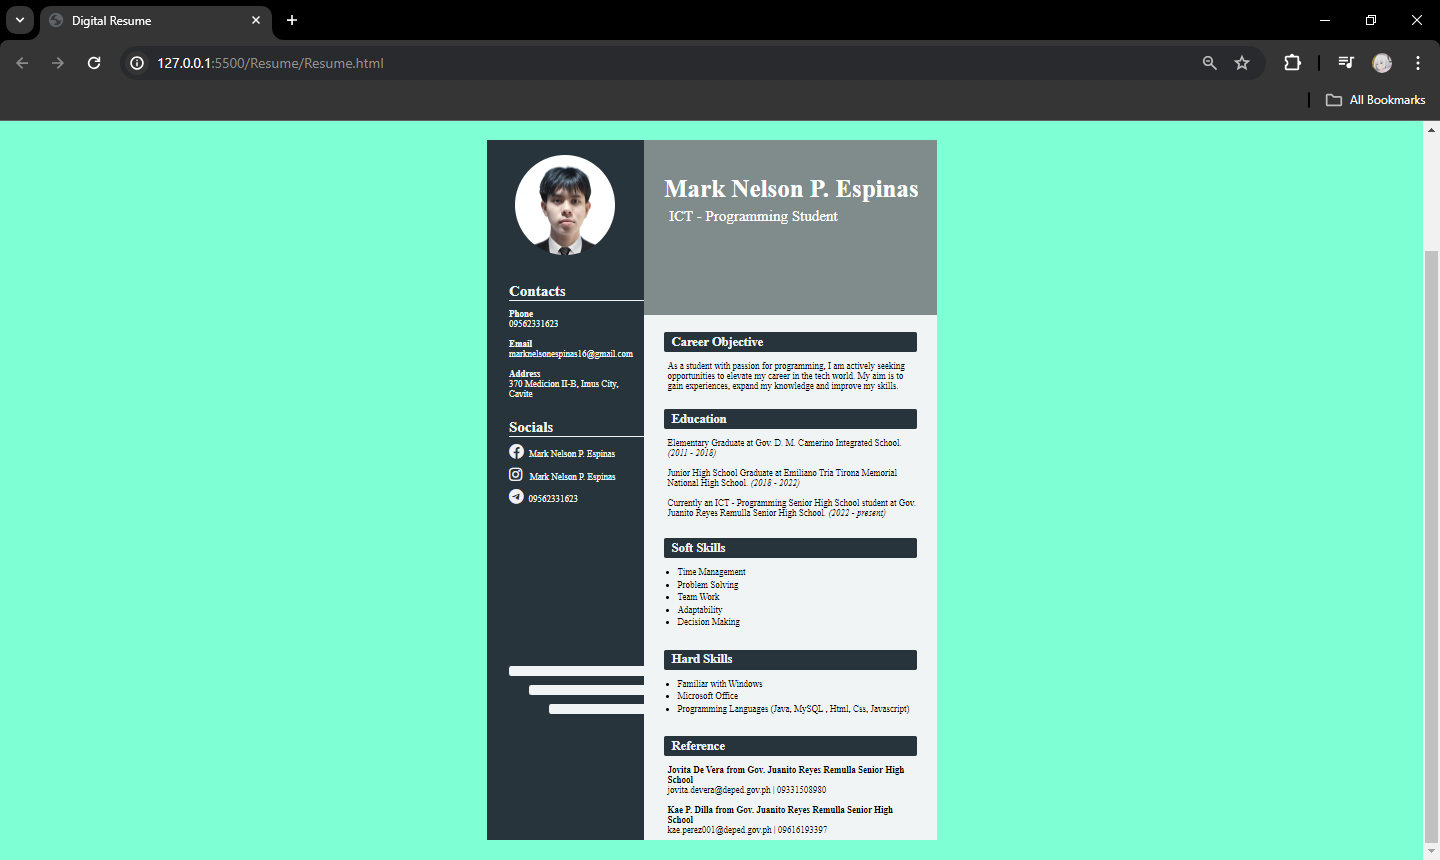 Digital Resume
127.0.0.1:5500/Resume/Resume.html
All Bookmarks
Mark Nelson P. Espinas
ICT - Programming Student
Contacts
Phone
09562331623
Email
marknelsonespinas16@gmail.com
Address
370 Medicion II-B, Imus City,
Cavite
Socials
Mark Nelson P. Espinas
Mark Nelson P. Espinas
09562331623
Career Objective
As a student with passion for programming, I am actively seeking
opportunities to elevate my career in the tech world. My aim is to
gain experiences, expand my knowledge and improve my skills.
Education
Elementary Graduate at Gov. D. M. Camerino Integrated School.
(2011 - 2018)
Junior High School Graduate at Emiliano Tria Tirona Memorial
National High School. (2018 - 2022)
Currently an ICT - Programming Senior High School student at Gov.
Juanito Reyes Remulla Senior High School. (2022 - present)
Soft Skills
Time Management
Problem Solving
Team Work
Adaptability
Decision Making
Hard Skills
Familiar with Windows
Microsoft Office
Programming Languages (Java, MySQL , Html, Css, Javascript)
Reference
Jovita De Vera from Gov. Juanito Reyes Remulla Senior High
School
jovita.devera@deped.gov.ph | 09331508980
Kae P. Dilla from Gov. Juanito Reyes Remulla Senior High
School
kae.perez001@deped.gov.ph | 09616193397